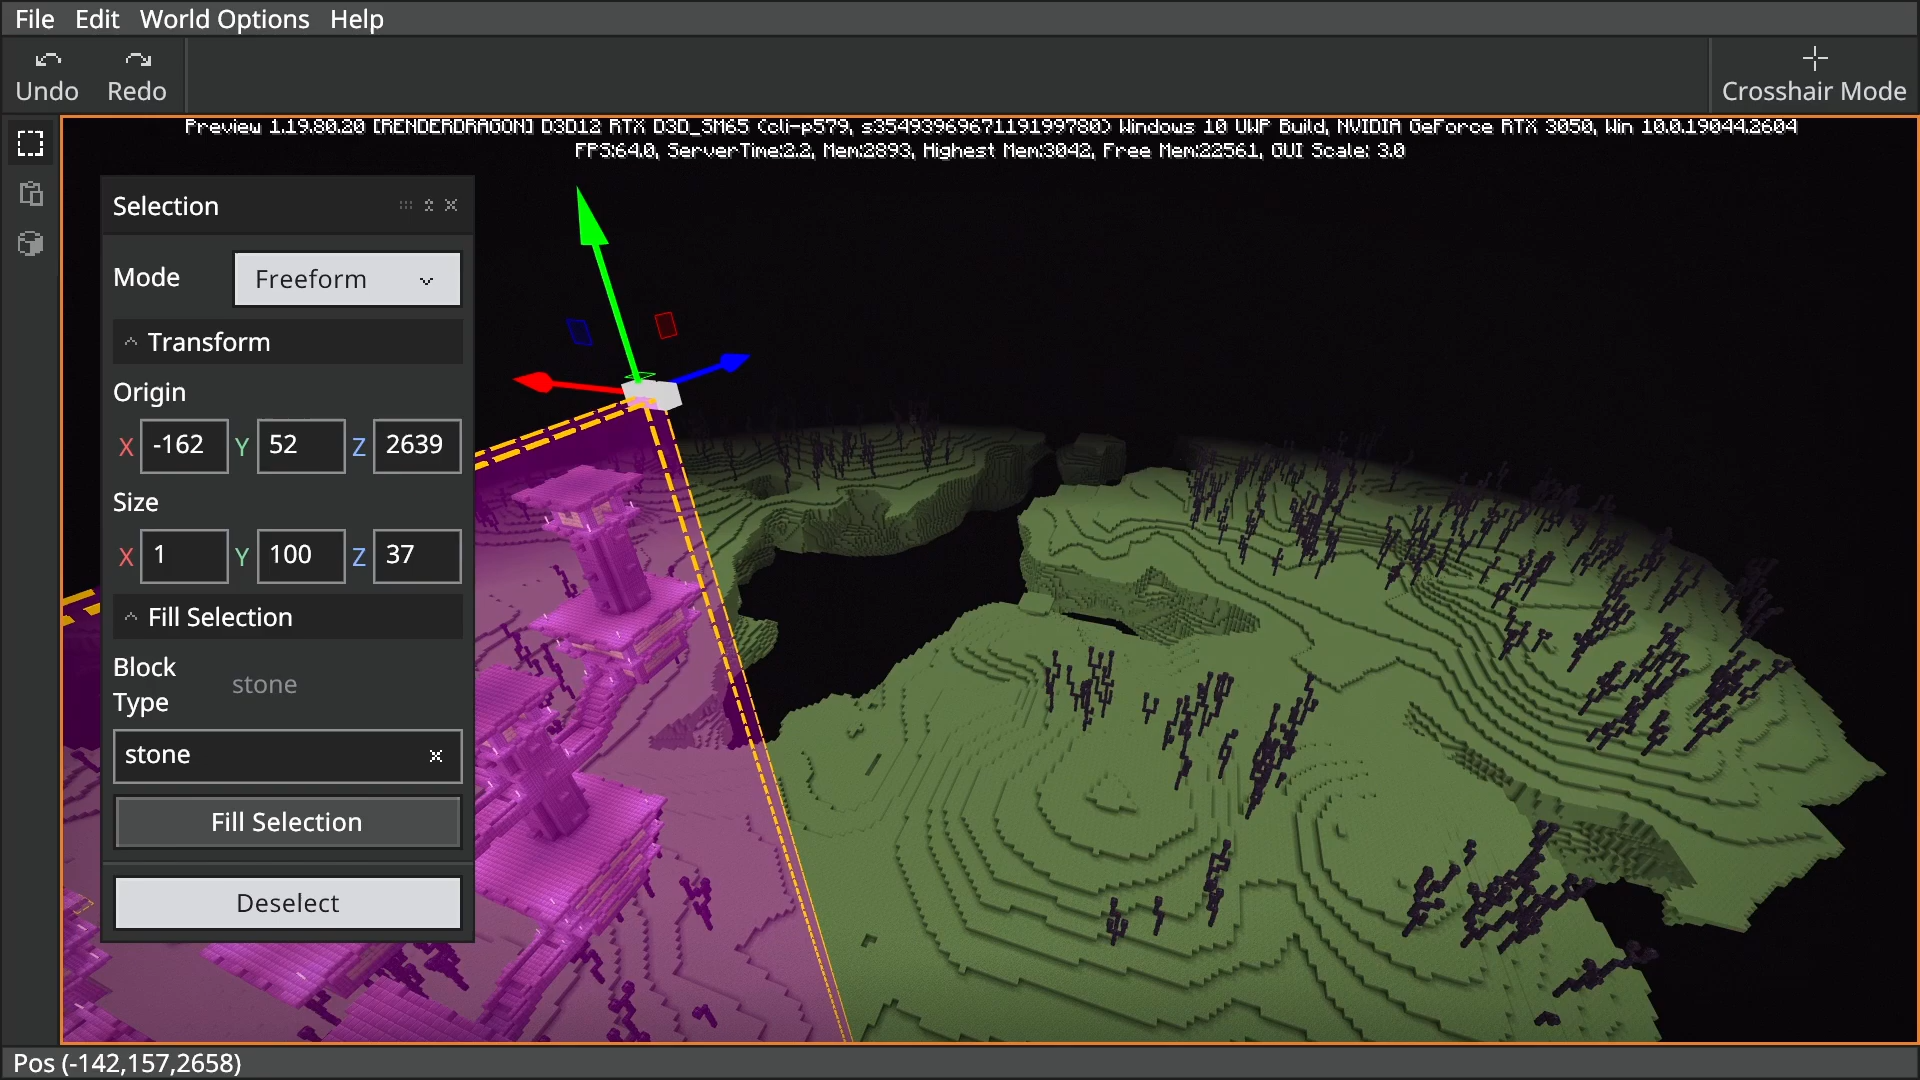 File Edit World Options Help
Undo Redo Crosshair Mode
Preview 1.19.80.20 [RENDERDRAGON] D3D12 RTX D3D_SM65 (cli-p579, s35493969671191199780) Windows 10 UWP Build, NVIDIA GeForce RTX 3050, Win 10.0.19044.2604
FPS:64.0, ServerTime:2.2, Mem:2893, Highest Mem:3042, Free Mem:22561, GUI Scale: 3.0
Selection
Mode Freeform
Transform
Origin
X -162 Y 52 Z 2639
Size
X 1 Y 100 Z 37
Fill Selection
Block Type stone
stone
Fill Selection
Deselect
Pos (-142,157,2658)